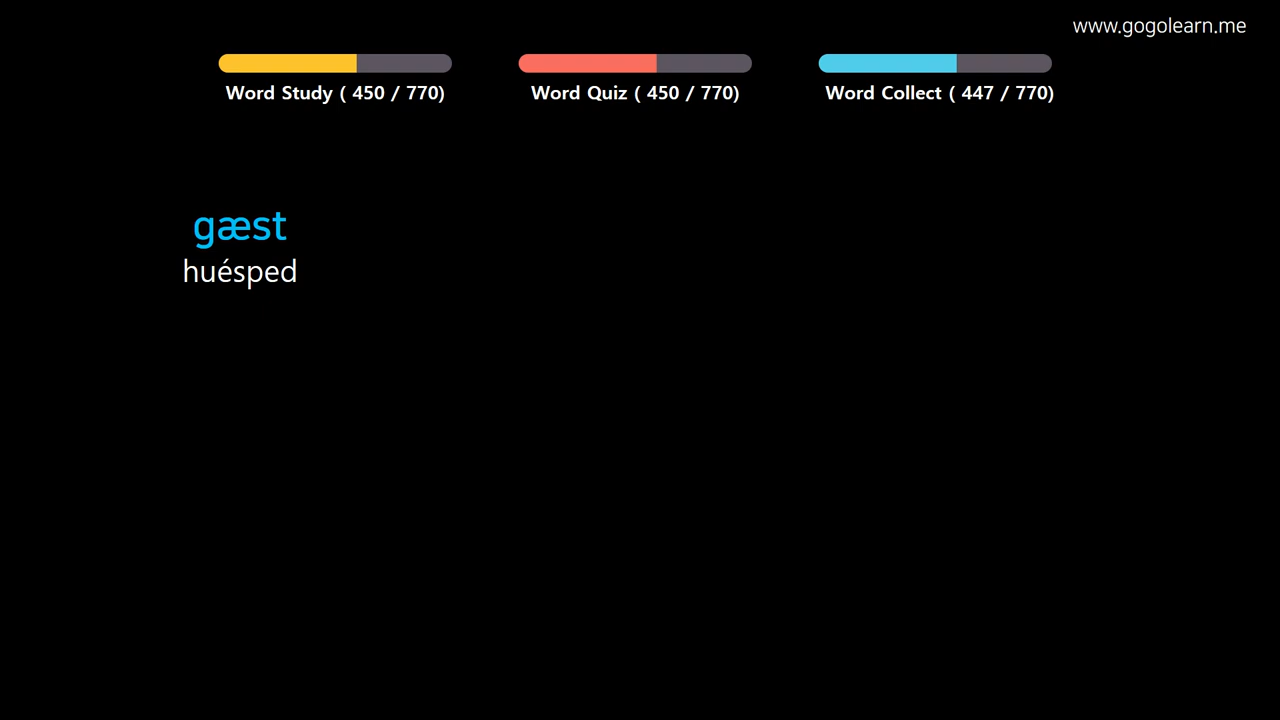 www.gogolearn.me
Word Study ( 450 / 770)
Word Quiz ( 450 / 770)
Word Collect ( 447 / 770)
gæst
huésped